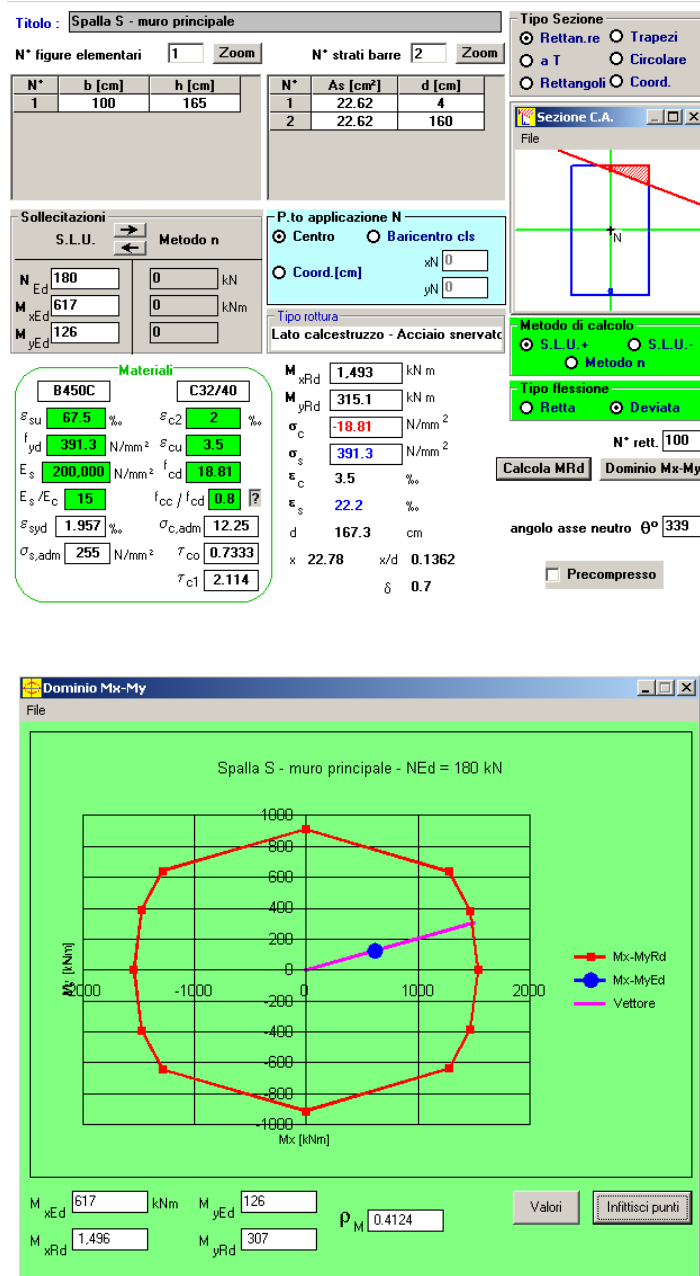 Titolo : Spalla S - muro principale
N* figure elementari 1 Zoom N* strati barre 2 Zoom
N* b [cm] h [cm]
1 100 165
N* As [cm²] d [cm]
1 22.62 4
2 22.62 160
Tipo Sezione
Rettan.re Trapezi
a T Circolare
Rettangoli Coord.
Sezione C.A.
File
N
Sollecitazioni
S.L.U. Metodo n
N Ed 180 0 kN
M xEd 617 0 kNm
M yEd 126 0
P.to applicazione N
Centro Baricentro cls
Coord.[cm] xN 0
yN 0
Tipo rottura
Lato calcestruzzo - Acciaio snervato
Metodo di calcolo
S.L.U.+ S.L.U.-
Metodo n
Tipo flessione
Retta Deviata
N* rett. 100
Calcola MRd Dominio Mx-My
angolo asse neutro θ° 339
Precompresso
Materiali
B450C C32/40
εsu 67.5 ‰ εc2 2 ‰
fyd 391.3 N/mm² εcu 3.5
Es 200,000 N/mm² fcd 18.81
Es /Ec 15 fcc / fcd 0.8 ?
εsyd 1.957 ‰ σc,adm 12.25
σs,adm 255 N/mm² τco 0.7333
τc1 2.114
M xRd 1,493 kN m
M yRd 315.1 kN m
σc -18.81 N/mm²
σs 391.3 N/mm²
εc 3.5 ‰
εs 22.2 ‰
d 167.3 cm
x 22.78 x/d 0.1362
δ 0.7
Dominio Mx-My
File
Spalla S - muro principale - NEd = 180 kN
1000
800
600
400
200
0
-200
-400
-600
-800
-1000
-2000 -1000 0 1000 2000
My [kNm]
Mx [kNm]
Mx-MyRd
Mx-MyEd
Vettore
M xEd 617 kNm M yEd 126
M xRd 1,496 M yRd 307
ρM 0.4124
Valori Infittisci punti